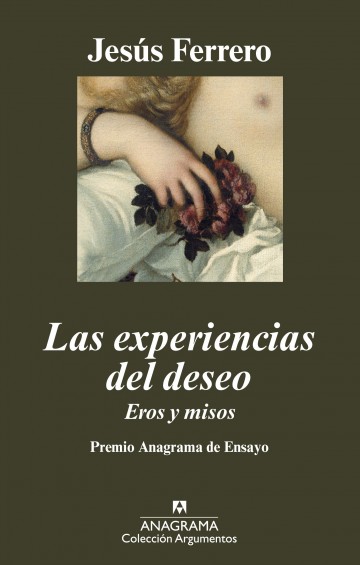 Jesús Ferrero
Las experiencias
del deseo
Eros y misos
Premio Anagrama de Ensayo
ANAGRAMA
Colección Argumentos